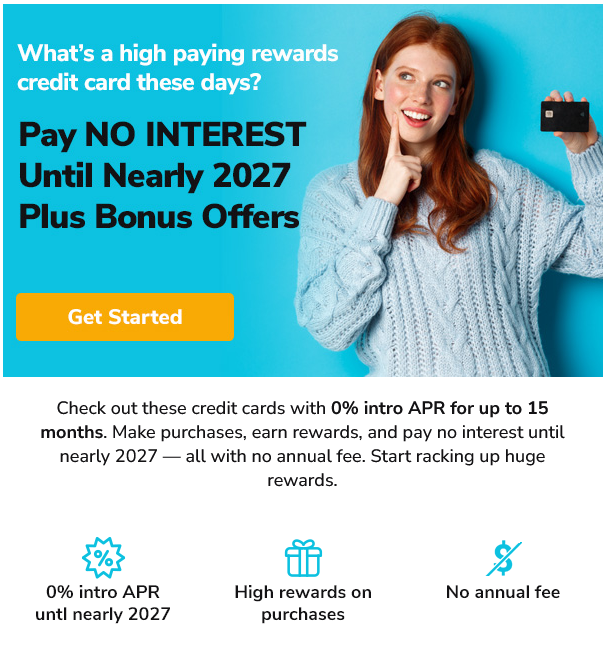 What's a high paying rewards
credit card these days?
Pay NO INTEREST
Until Nearly 2027
Plus Bonus Offers
Get Started
Check out these credit cards with 0% intro APR for up to 15
months. Make purchases, earn rewards, and pay no interest until
nearly 2027 — all with no annual fee. Start racking up huge
rewards.
0% intro APR
untl nearly 2027
High rewards on
purchases
No annual fee